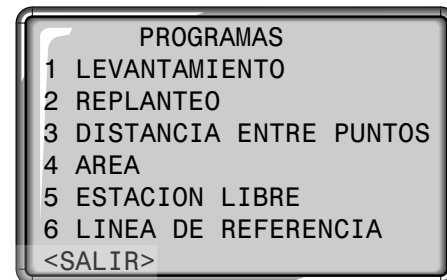 PROGRAMAS
1 LEVANTAMIENTO
2 REPLANTEO
3 DISTANCIA ENTRE PUNTOS
4 AREA
5 ESTACION LIBRE
6 LINEA DE REFERENCIA
<SALIR>